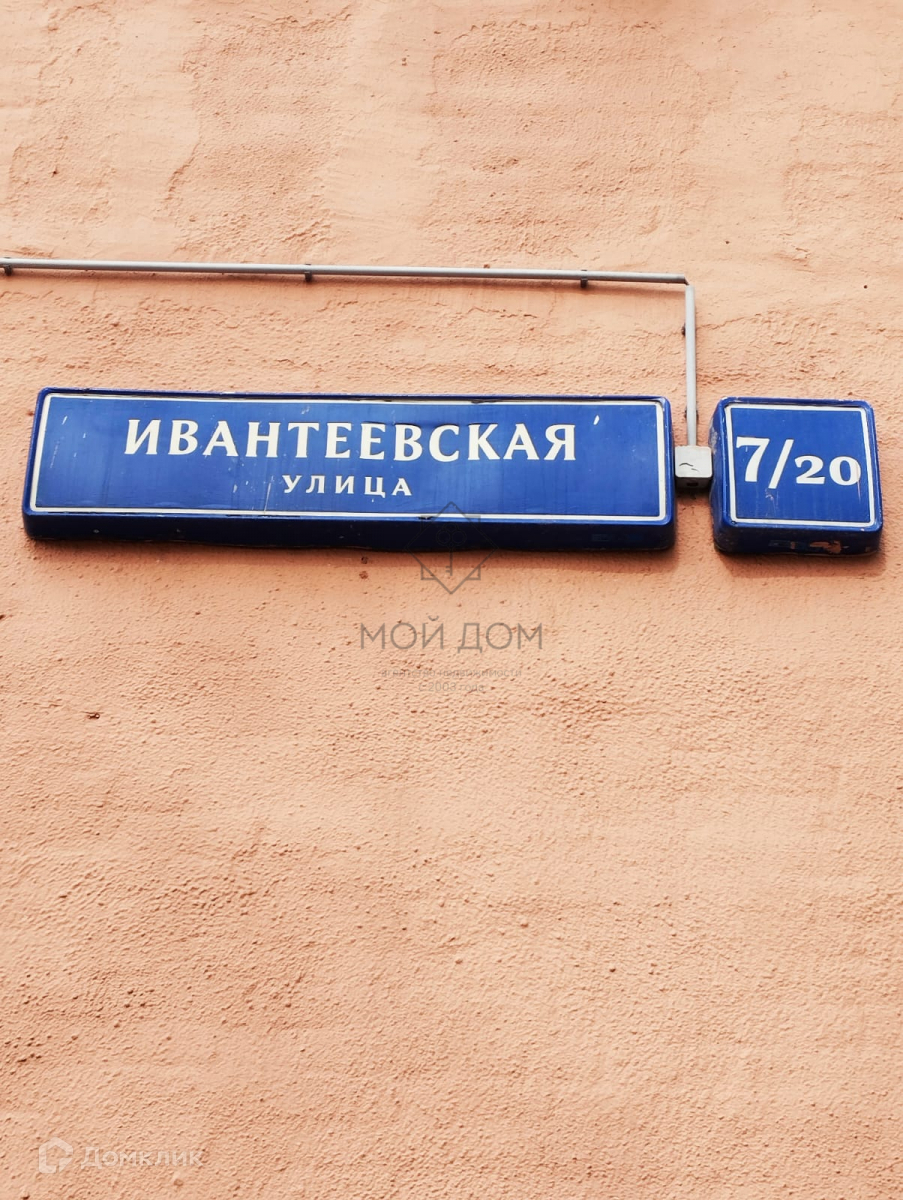 ИВАНТЕЕВСКАЯ
УЛИЦА
7/20
МОЙ ДОМ
Домклик